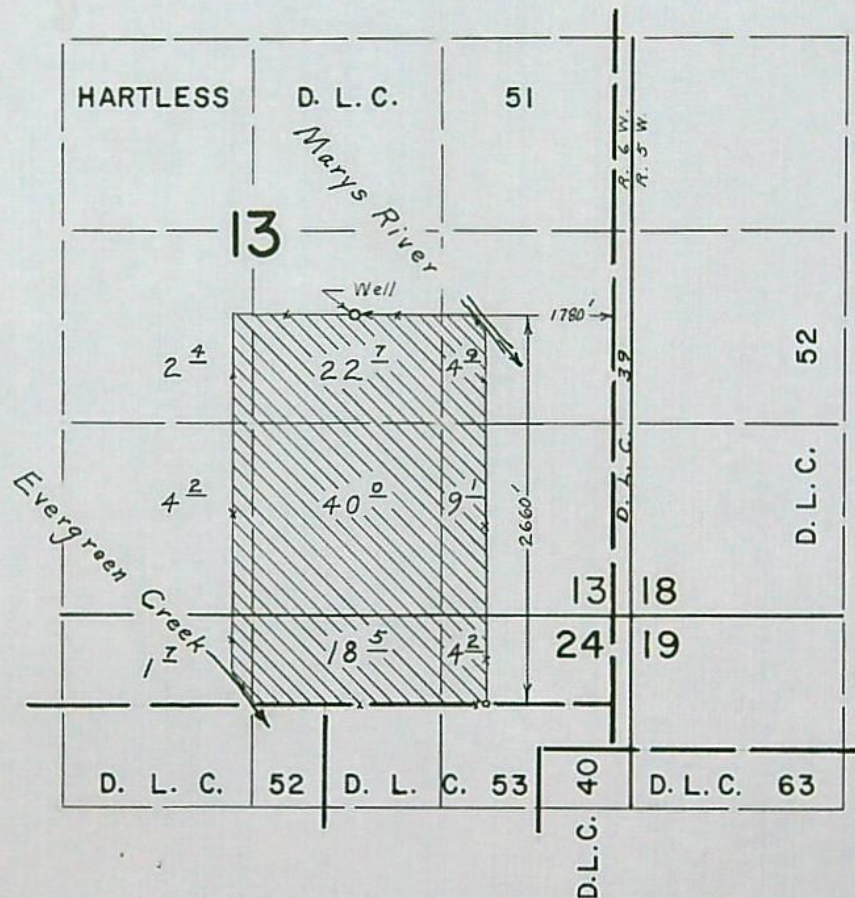 HARTLESS D. L. C. 51
Marys River
R. 6 W.
R. 5 W.
13
Well
1780'
2 4
22 7
4 9
D. L. C. 39
52
D. L. C.
Evergreen Creek
4 2
40 0
9 1
2660'
13 18
24 19
1 7
18 5
4 2
D. L. C. 52 D. L. C. 53
D.L.C. 40
D. L. C. 63